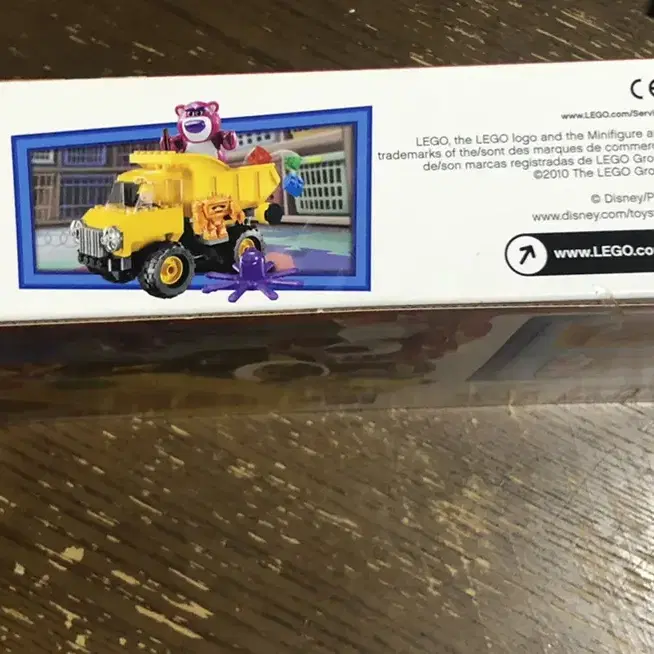 CE
www.LEGO.com/Servi
LEGO, the LEGO logo and the Minifigure a
trademarks of the/sont des marques de commer
de/son marcas registradas de LEGO Gro
©2010 The LEGO Gro
© Disney/P
www.disney.com/toys
www.LEGO.co